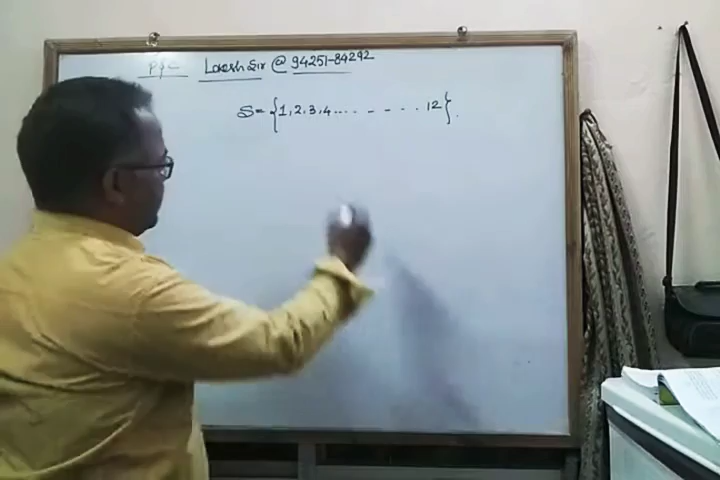 P&C Lokesh Sir @ 94251-84292
S = {1, 2, 3, 4 ... - - - . . . 12}.